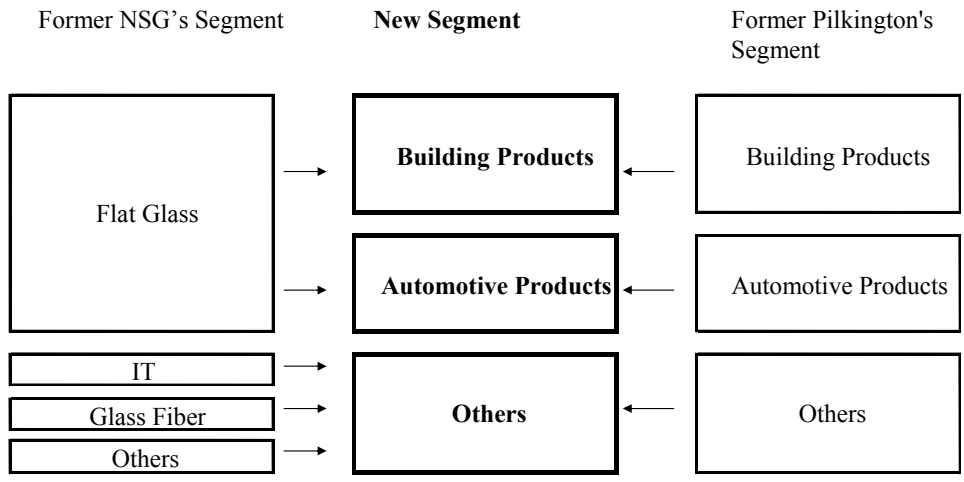 Former NSG’s Segment
New Segment
Former Pilkington's
Segment
Flat Glass
Building Products
Building Products
Automotive Products
Automotive Products
IT
Glass Fiber
Others
Others
Others